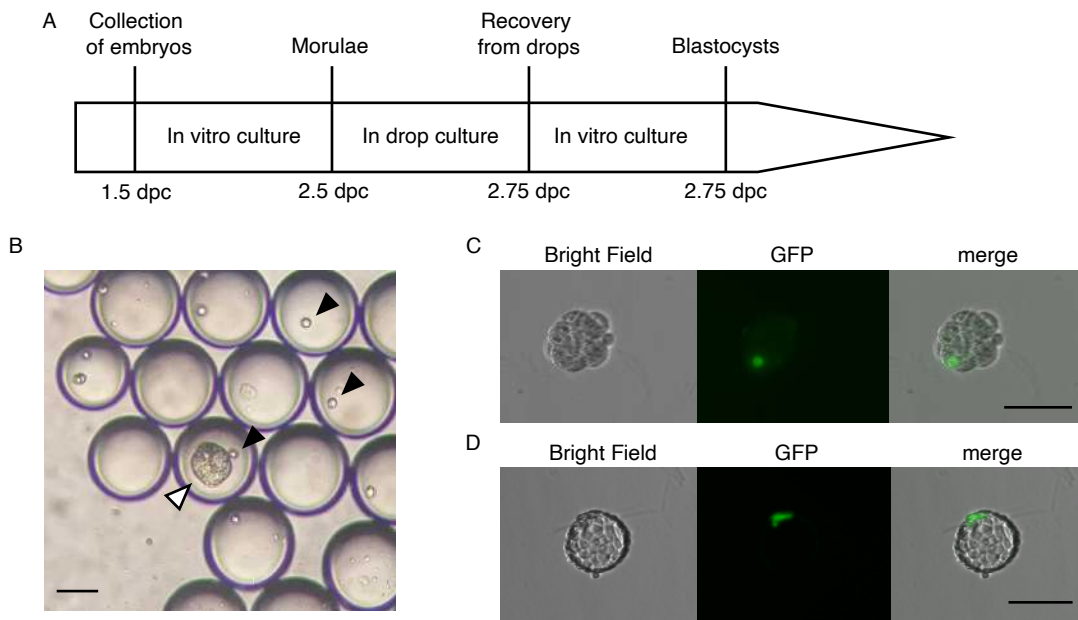 A
Collection
of embryos
Morulae
Recovery
from drops
Blastocysts
In vitro culture
In drop culture
In vitro culture
1.5 dpc
2.5 dpc
2.75 dpc
2.75 dpc
B
C
Bright Field
GFP
merge
D
Bright Field
GFP
merge